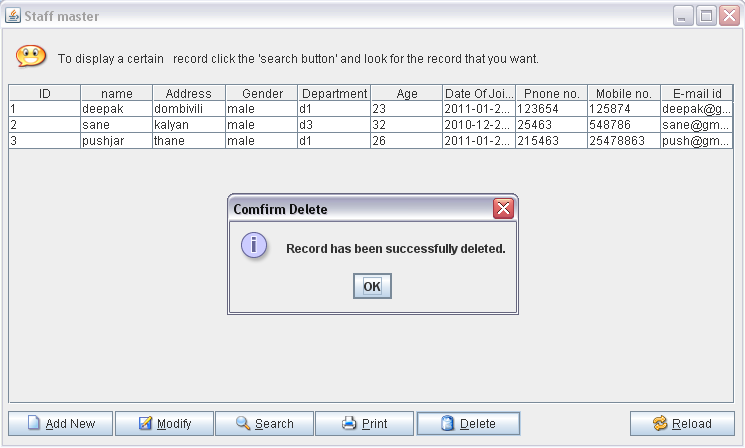 Staff master
To display a certain record click the 'search button' and look for the record that you want.
ID name Address Gender Department Age Date Of Joi... Pnone no. Mobile no. E-mail id
1 deepak dombivili male d1 23 2011-01-2... 123654 125874 deepak@g...
2 sane kalyan male d3 32 2010-12-2... 25463 548786 sane@gm...
3 pushjar thane male d1 26 2011-01-2... 215463 25478863 push@gm...
Comfirm Delete
Record has been successfully deleted.
OK
Add New Modify Search Print Delete Reload